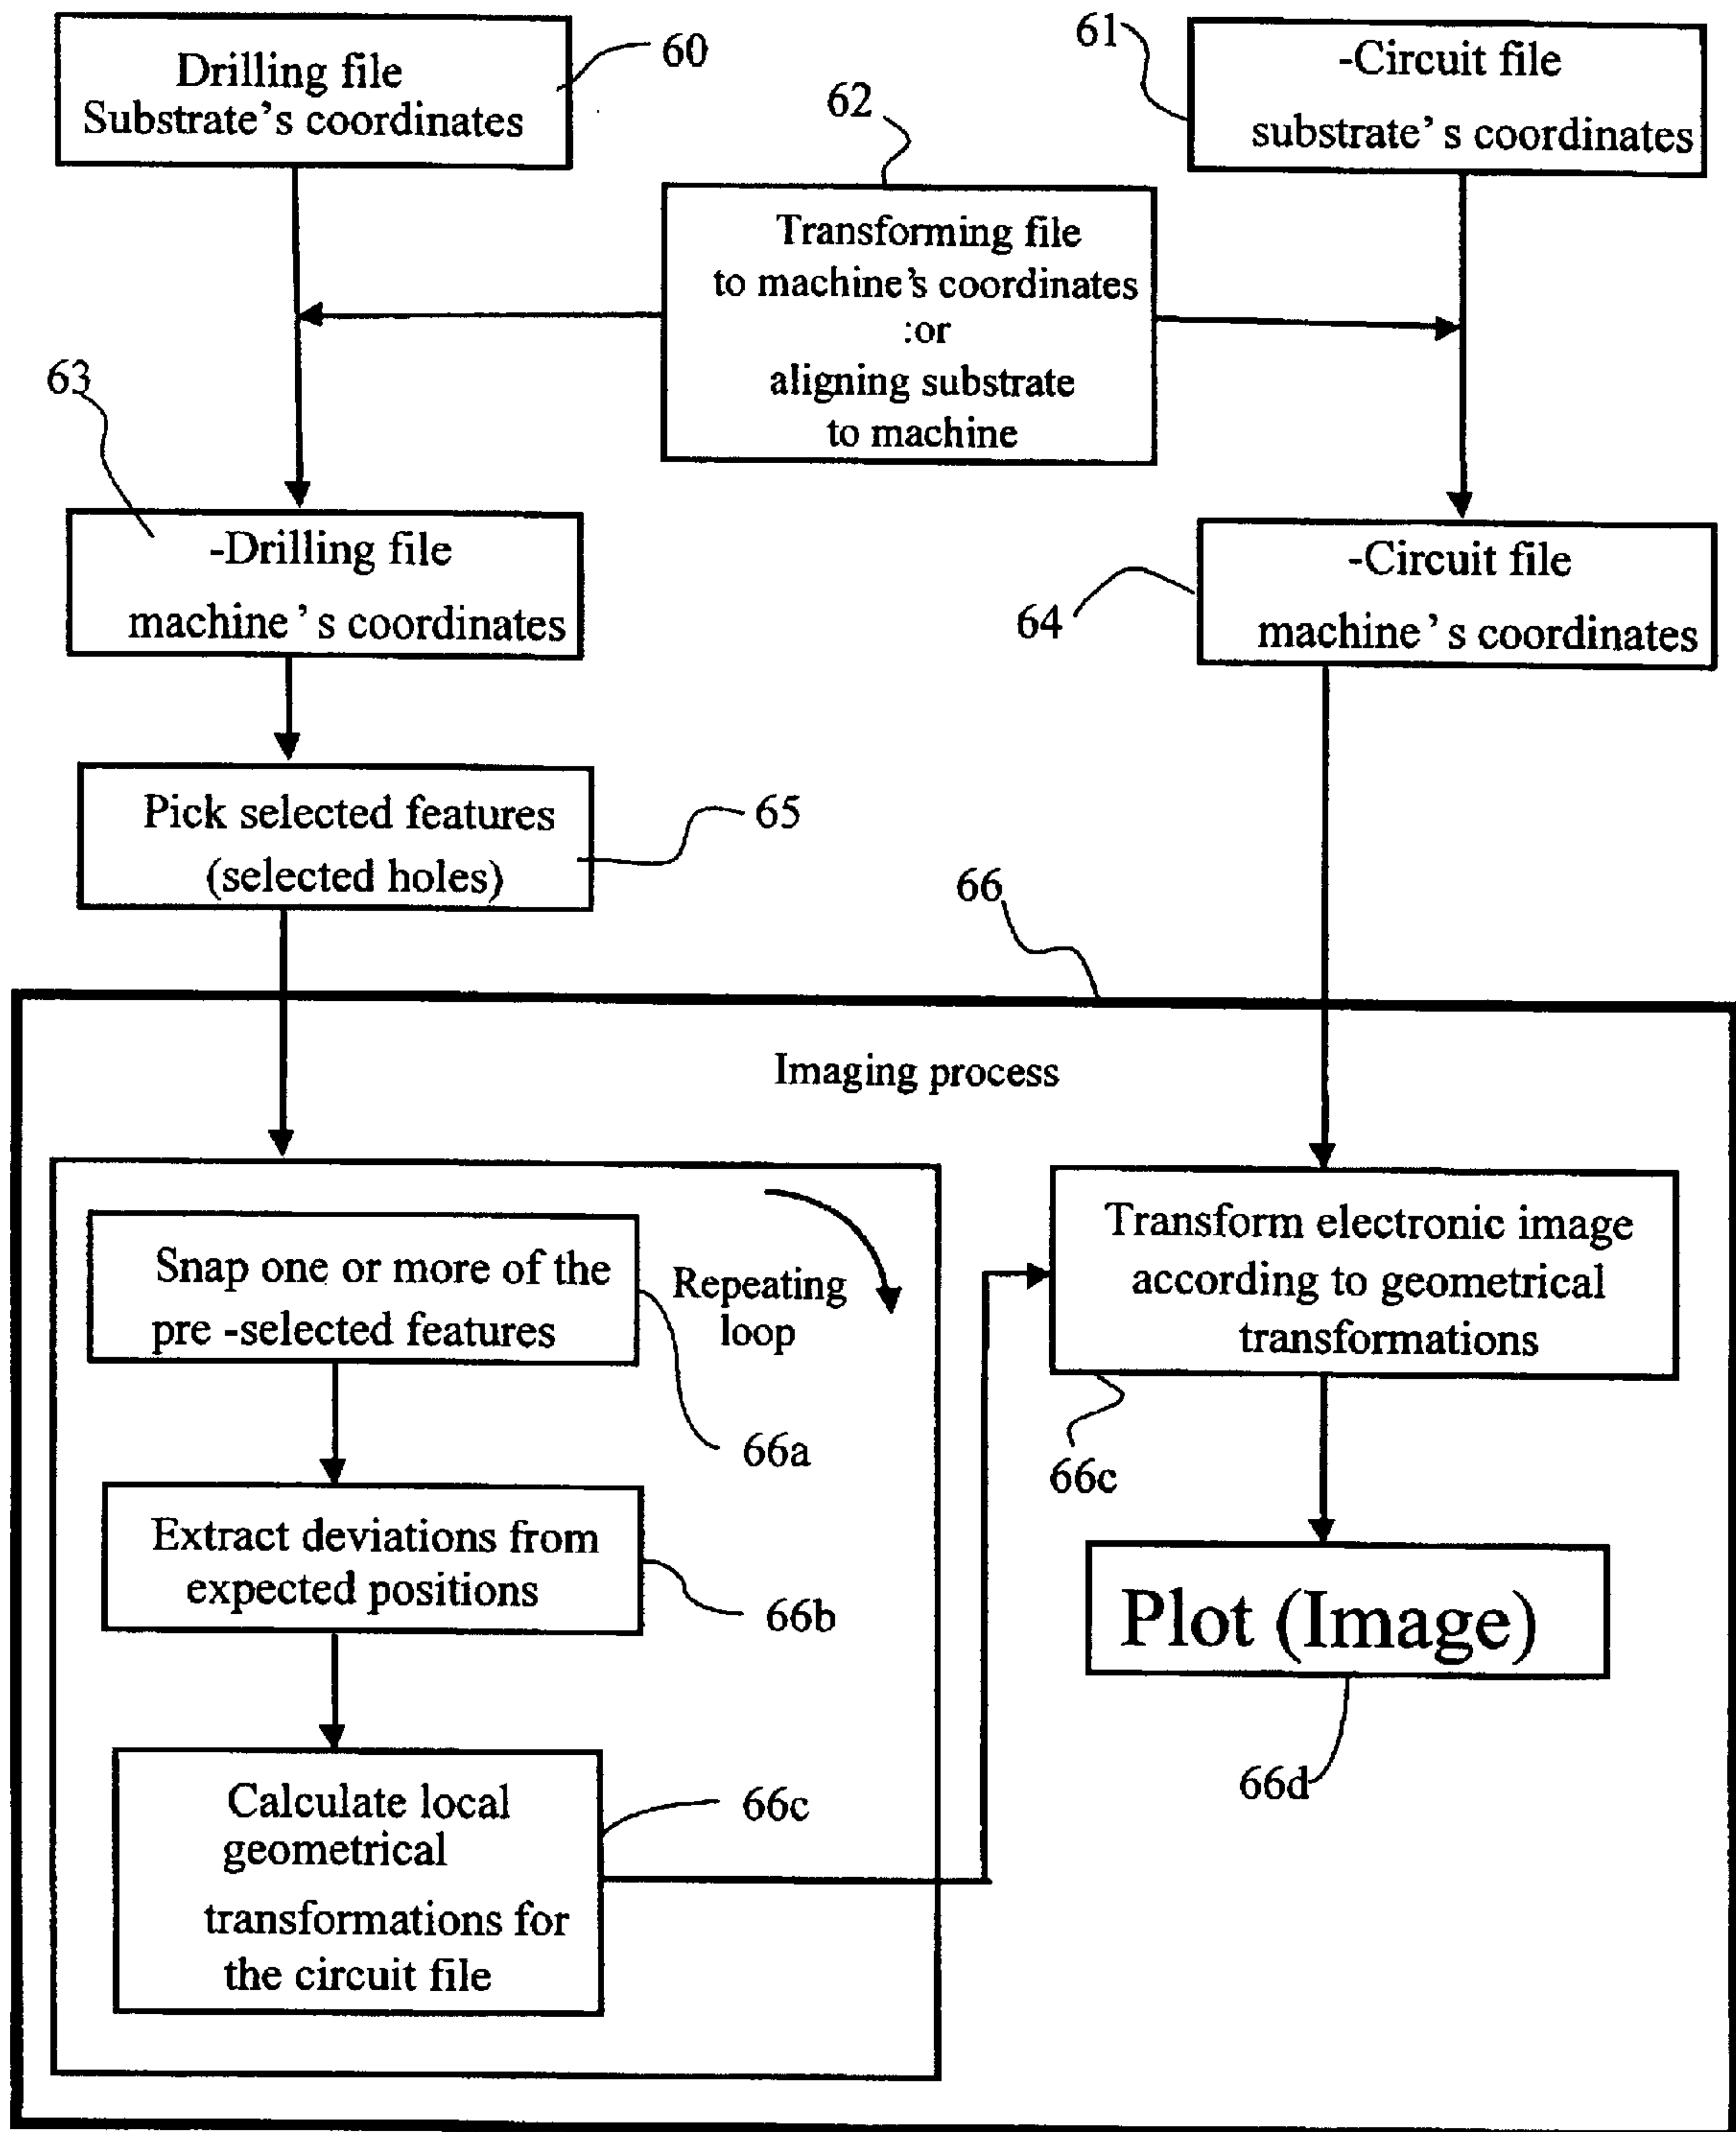 Drilling file
Substrate's coordinates
60
61
-Circuit file
substrate's coordinates
62
Transforming file
to machine's coordinates
:or
aligning substrate
to machine
63
-Drilling file
machine's coordinates
64
-Circuit file
machine's coordinates
Pick selected features
(selected holes)
65
66
Imaging process
Snap one or more of the
pre -selected features
Repeating
loop
66a
Extract deviations from
expected positions
66b
Calculate local
geometrical
transformations for
the circuit file
66c
Transform electronic image
according to geometrical
transformations
66c
Plot (Image)
66d